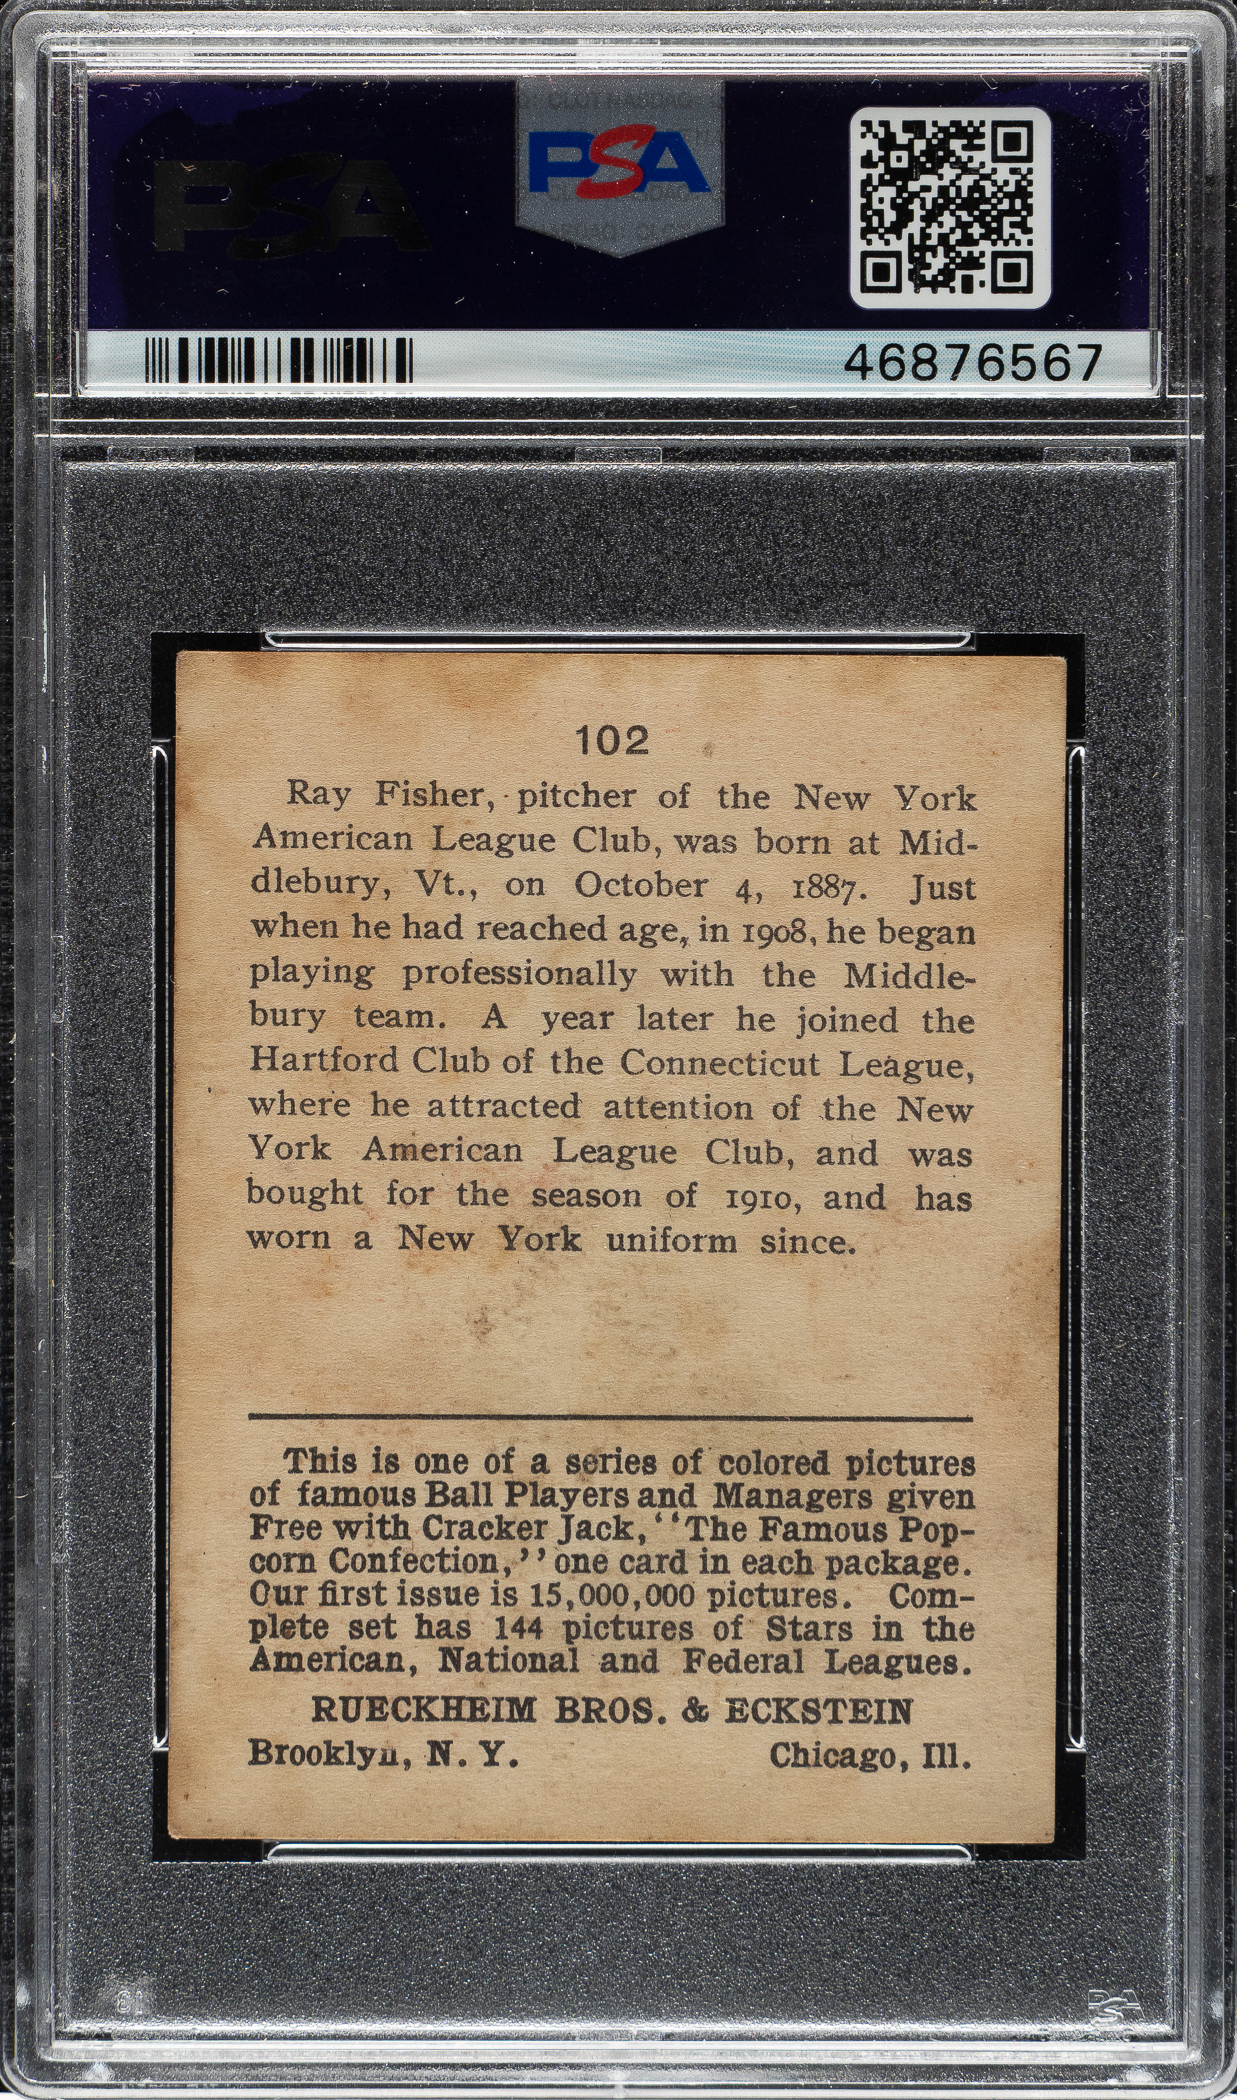 PSA
PSA
46876567
102
Ray Fisher, pitcher of the New York
American League Club, was born at Mid-
dlebury, Vt., on October 4, 1887. Just
when he had reached age, in 1908, he began
playing professionally with the Middle-
bury team. A year later he joined the
Hartford Club of the Connecticut League,
where he attracted attention of the New
York American League Club, and was
bought for the season of 1910, and has
worn a New York uniform since.
This is one of a series of colored pictures
of famous Ball Players and Managers given
Free with Cracker Jack, "The Famous Pop-
corn Confection," one card in each package.
Our first issue is 15,000,000 pictures. Com-
plete set has 144 pictures of Stars in the
American, National and Federal Leagues.
RUECKHEIM BROS. & ECKSTEIN
Brooklyn, N. Y. Chicago, Ill.
PSA